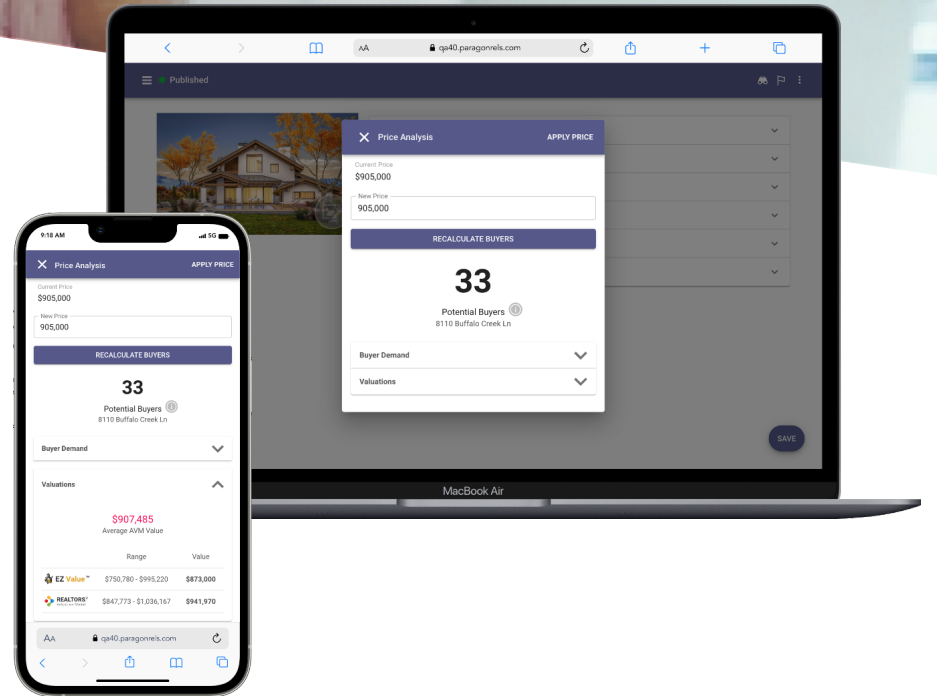 AA
qa40.paragonrels.com
Published
Price Analysis
APPLY PRICE
Current Price
$905,000
New Price
905,000
RECALCULATE BUYERS
33
Potential Buyers
8110 Buffalo Creek Ln
Buyer Demand
Valuations
SAVE
MacBook Air
9:18 AM
5G
Price Analysis
APPLY PRICE
Current Price
$905,000
New Price
905,000
RECALCULATE BUYERS
33
Potential Buyers
8110 Buffalo Creek Ln
Buyer Demand
Valuations
$907,485
Average AVM Value
Range Value
EZ Value™ $750,780 - $995,220 $873,000
REALTORS® $847,773 - $1,036,167 $941,970
AA qa40.paragonrels.com